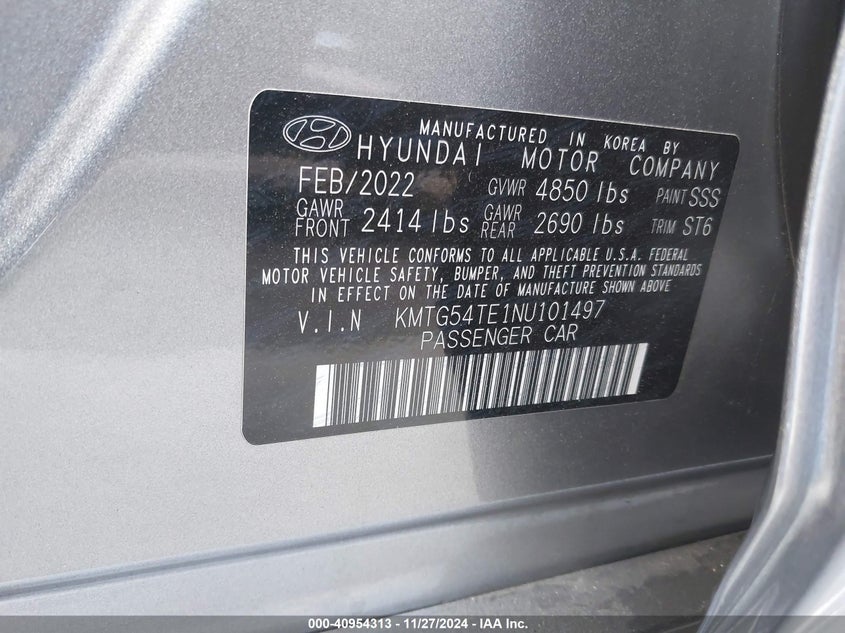 MANUFACTURED IN KOREA BY
HYUNDAI MOTOR COMPANY
FEB/2022 GVWR 4850 lbs PAINT SSS
GAWR FRONT 2414 lbs GAWR REAR 2690 lbs TRIM ST6
THIS VEHICLE CONFORMS TO ALL APPLICABLE U.S.A. FEDERAL
MOTOR VEHICLE SAFETY, BUMPER, AND THEFT PREVENTION STANDARDS
IN EFFECT ON THE DATE OF MANUFACTURE SHOWN ABOVE
V.I.N KMTG54TE1NU101497
PASSENGER CAR
000-40954313 - 11/27/2024 - IAA Inc.